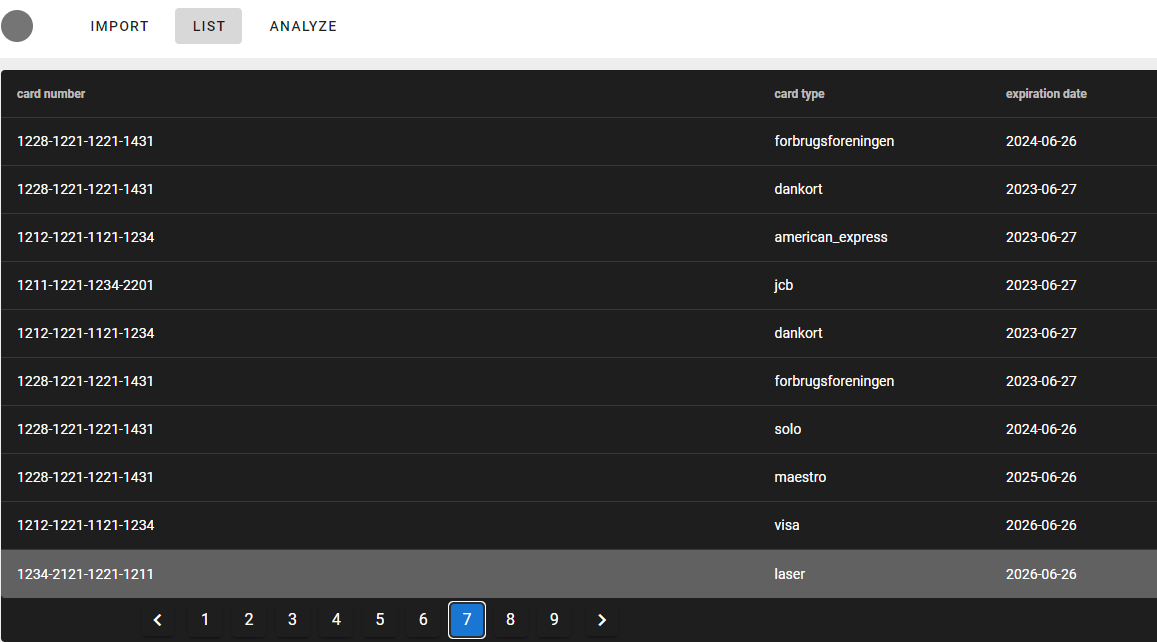 IMPORT LIST ANALYZE
card number card type expiration date
1228-1221-1221-1431 forbrugsforeningen 2024-06-26
1228-1221-1221-1431 dankort 2023-06-27
1212-1221-1121-1234 american_express 2023-06-27
1211-1221-1234-2201 jcb 2023-06-27
1212-1221-1121-1234 dankort 2023-06-27
1228-1221-1221-1431 forbrugsforeningen 2023-06-27
1228-1221-1221-1431 solo 2024-06-26
1228-1221-1221-1431 maestro 2025-06-26
1212-1221-1121-1234 visa 2026-06-26
1234-2121-1221-1211 laser 2026-06-26
1 2 3 4 5 6 7 8 9